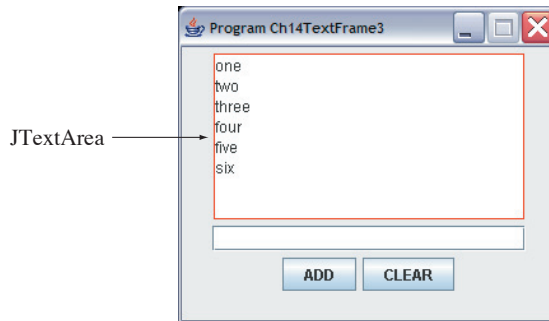 Program Ch14TextFrame3
one
two
three
four
five
six
JTextArea
ADD CLEAR